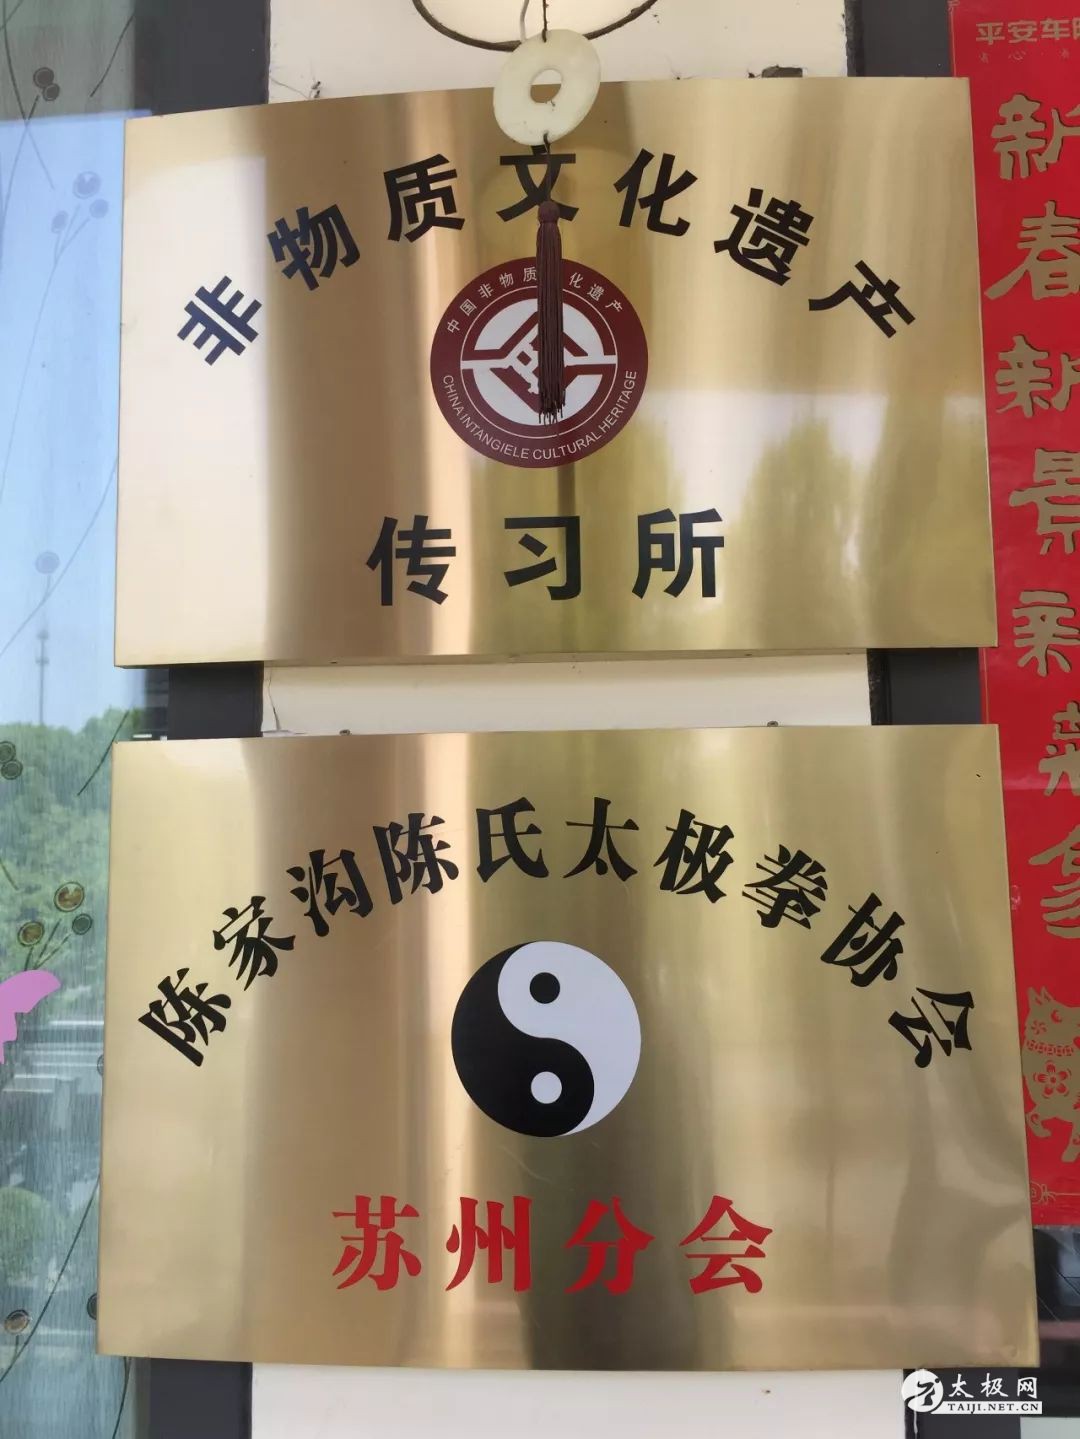 非物质文化遗产
中国非物质 化遗产
CHINA INTANGIELE CULTURAL HERITAGE
传习所
陈家沟陈氏太极拳协会
苏州分会
平安车
新春新景新气象
太极网
TAIJI.NET.CN